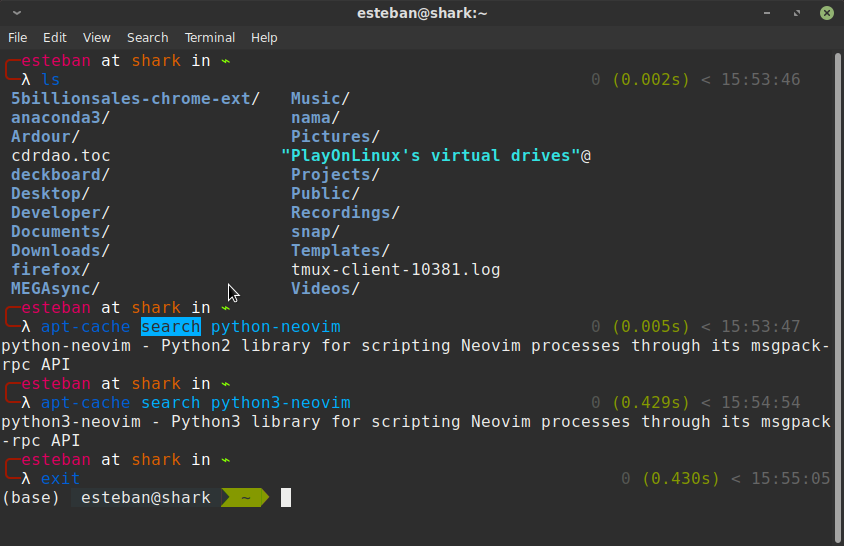 esteban@shark:~
File Edit View Search Terminal Help
esteban at shark in ~
λ ls 0 (0.002s) < 15:53:46
5billionsales-chrome-ext/ Music/
anaconda3/ nama/
Ardour/ Pictures/
cdrdao.toc "PlayOnLinux's virtual drives"@
deckboard/ Projects/
Desktop/ Public/
Developer/ Recordings/
Documents/ snap/
Downloads/ Templates/
firefox/ tmux-client-10381.log
MEGAsync/ Videos/
esteban at shark in ~
λ apt-cache search python-neovim 0 (0.005s) < 15:53:47
python-neovim - Python2 library for scripting Neovim processes through its msgpack-
rpc API
esteban at shark in ~
λ apt-cache search python3-neovim 0 (0.429s) < 15:54:54
python3-neovim - Python3 library for scripting Neovim processes through its msgpack
-rpc API
esteban at shark in ~
λ exit 0 (0.430s) < 15:55:05
(base) esteban@shark ~